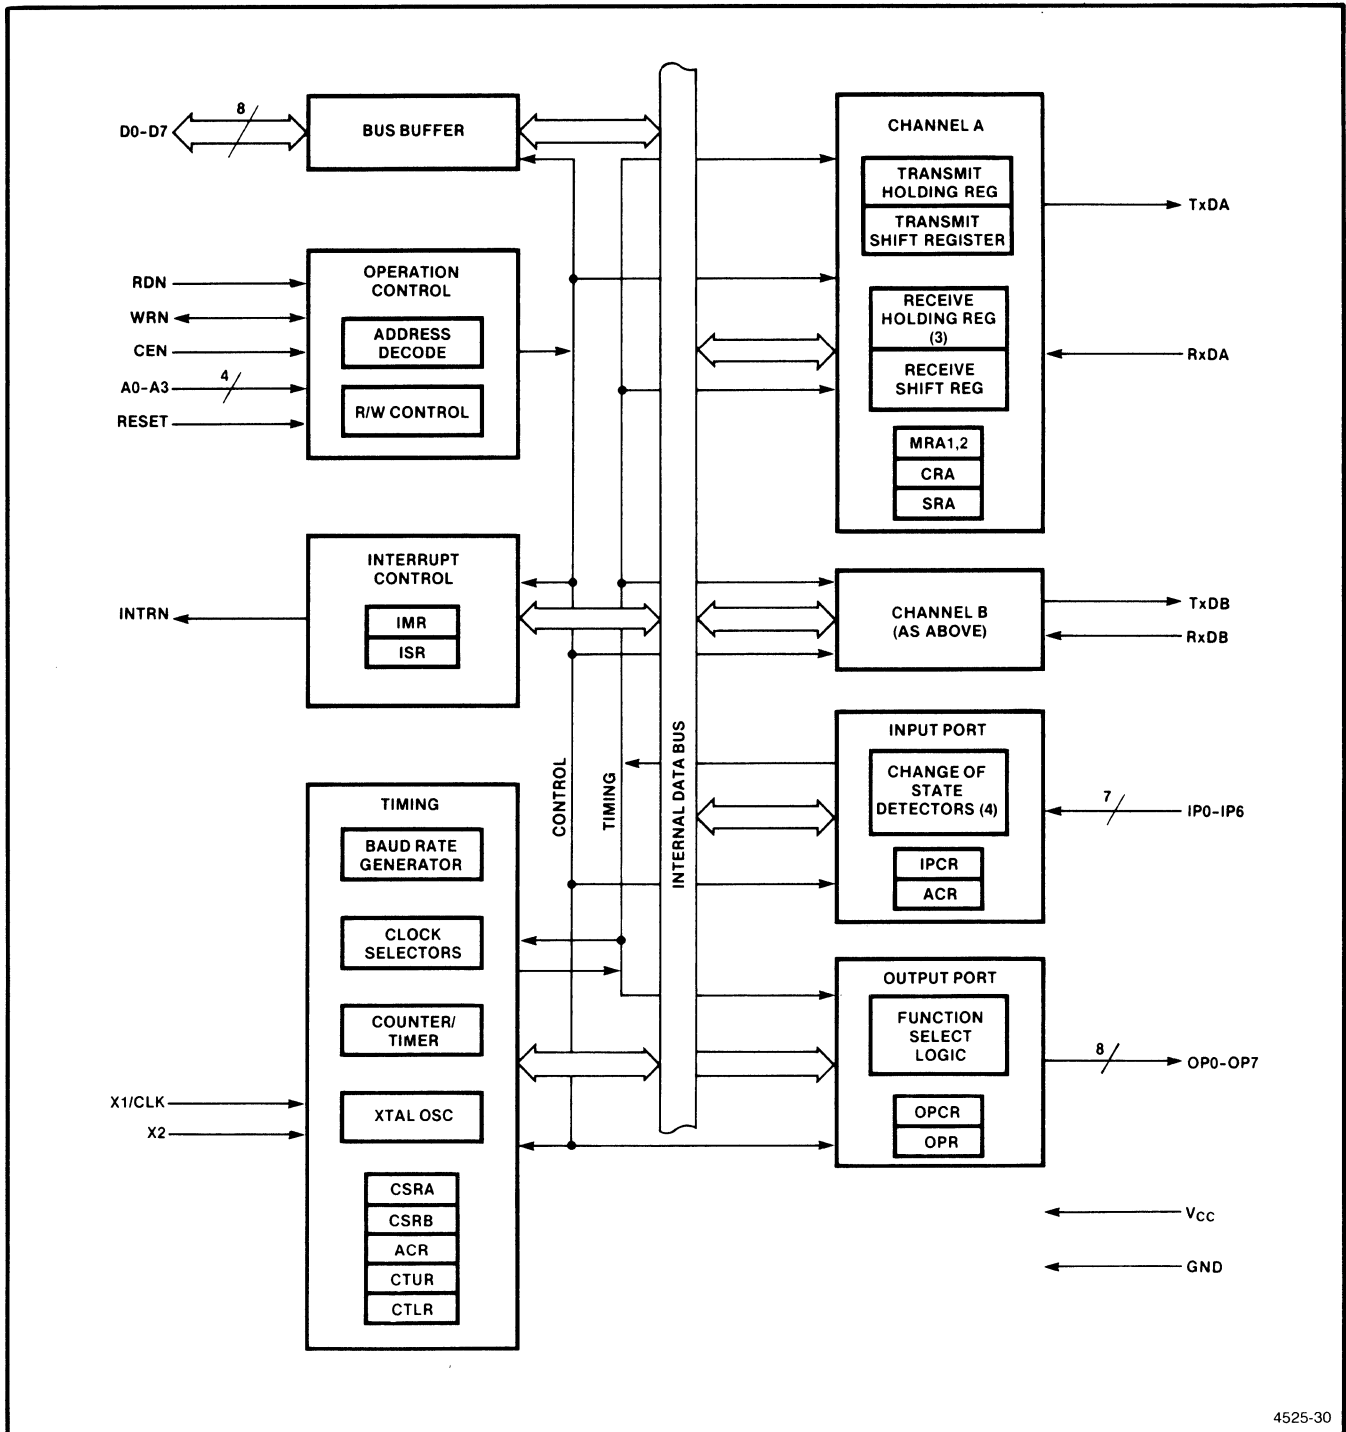 8
D0-D7
BUS BUFFER
RDN
WRN
CEN
A0-A3
4
RESET
OPERATION
CONTROL
ADDRESS
DECODE
R/W CONTROL
INTRN
INTERRUPT
CONTROL
IMR
ISR
TIMING
BAUD RATE
GENERATOR
CLOCK
SELECTORS
COUNTER/
TIMER
XTAL OSC
X1/CLK
X2
CSRA
CSRB
ACR
CTUR
CTLR
CONTROL
TIMING
INTERNAL DATA BUS
CHANNEL A
TRANSMIT
HOLDING REG
TRANSMIT
SHIFT REGISTER
RECEIVE
HOLDING REG
(3)
RECEIVE
SHIFT REG
MRA1,2
CRA
SRA
TxDA
RxDA
CHANNEL B
(AS ABOVE)
TxDB
RxDB
INPUT PORT
CHANGE OF
STATE
DETECTORS (4)
IPCR
ACR
7
IP0-IP6
OUTPUT PORT
FUNCTION
SELECT
LOGIC
OPCR
OPR
8
OP0-OP7
VCC
GND
4525-30